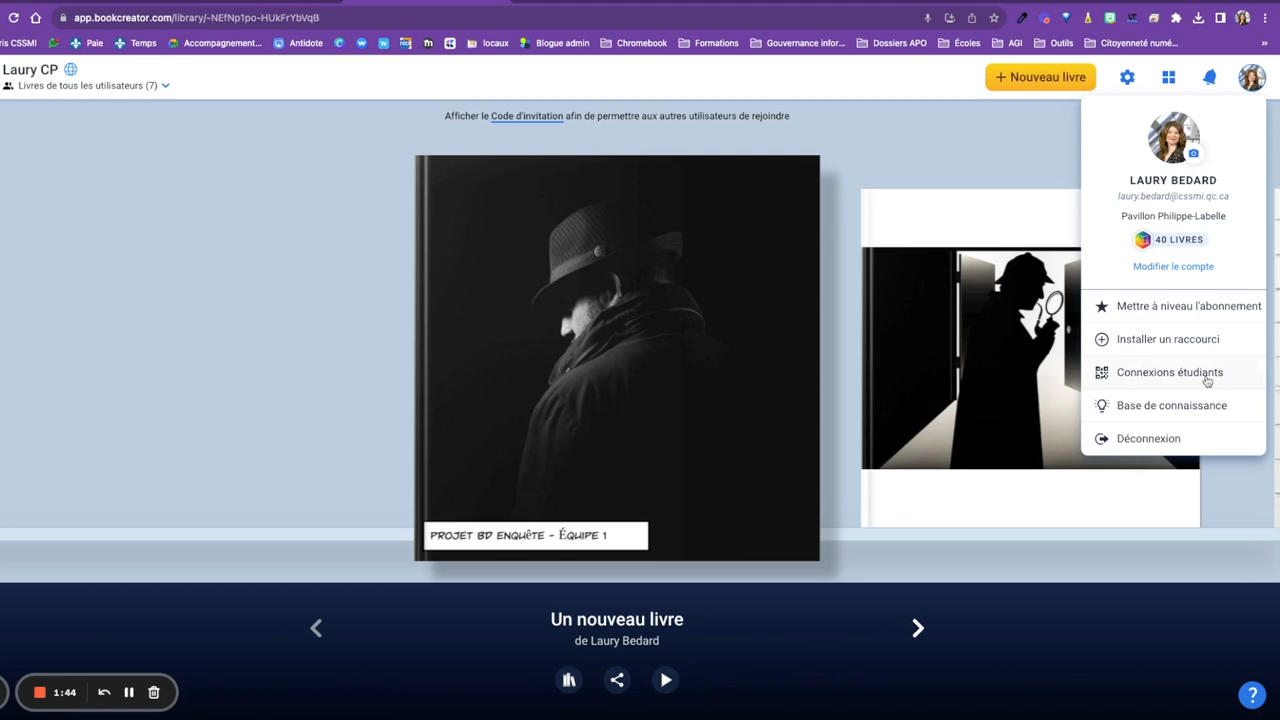 app.bookcreator.com/library/-NEfNp1po-HUkFrYbVqB
ris CSSMI
Paie
Temps
Accompagnement...
Antidote
locaux
Blogue admin
Chromebook
Formations
Gouvernance infor...
Dossiers APO
Écoles
AGI
Outils
Citoyenneté numé...
»
Laury CP
Livres de tous les utilisateurs (7)
+ Nouveau livre
Afficher le Code d'invitation afin de permettre aux autres utilisateurs de rejoindre
LAURY BEDARD
laury.bedard@cssmi.qc.ca
Pavillon Philippe-Labelle
40 LIVRES
Modifier le compte
Mettre à niveau l'abonnement
Installer un raccourci
Connexions étudiants
Base de connaissance
Déconnexion
PROJET BD ENQUÊTE - ÉQUIPE 1
Un nouveau livre
de Laury Bedard
1:44
?